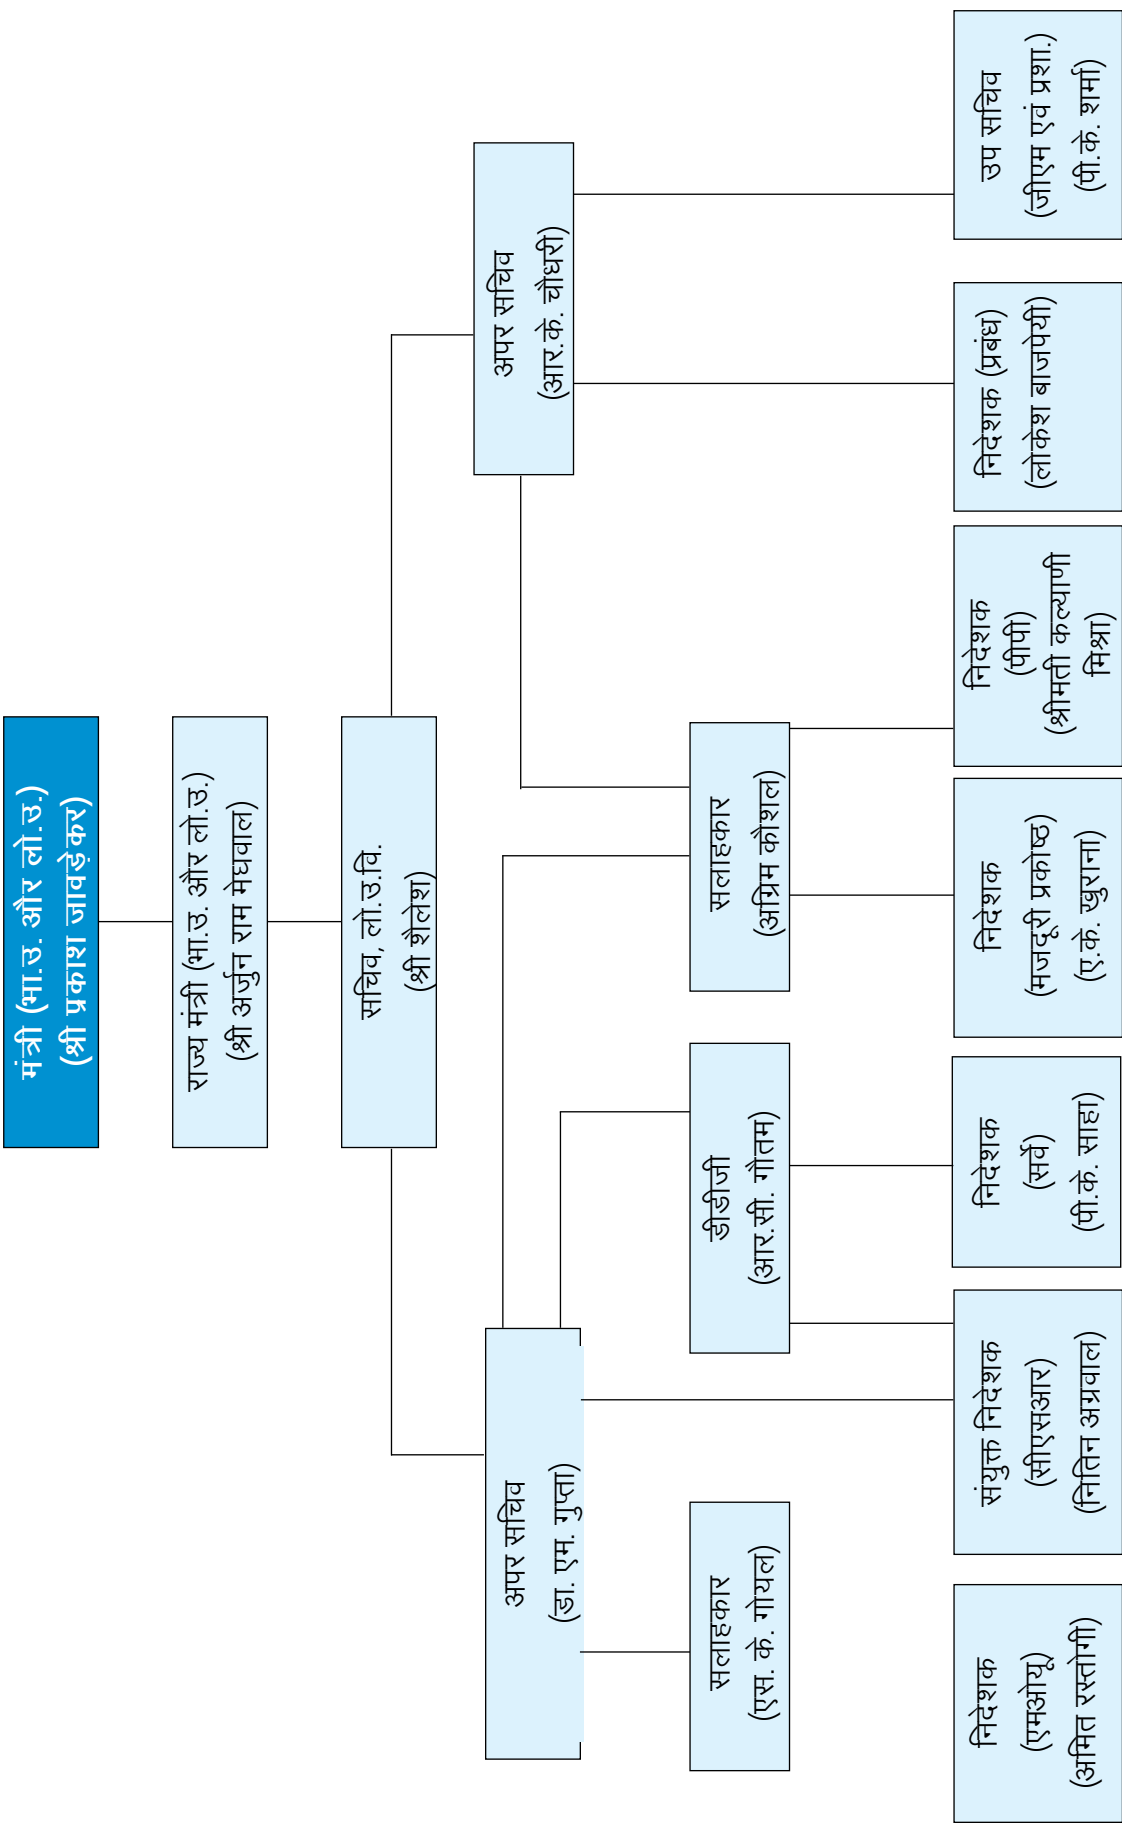 मंत्री (भा.उ. और लो.उ.)
(श्री प्रकाश जावड़ेकर)
राज्य मंत्री (भा.उ. और लो.उ.)
(श्री अर्जुन राम मेघवाल)
सचिव, लो.उ.वि.
(श्री शैलेश)
अपर सचिव
(डा. एम. गुप्ता)
अपर सचिव
(आर.के. चौधरी)
सलाहकार
(एस. के. गोयल)
डीडीजी
(आर.सी. गौतम)
सलाहकार
(अग्रिम कौशल)
निदेशक
(एमओयू)
(अमित रस्तोगी)
संयुक्त निदेशक
(सीएसआर)
(नितिन अग्रवाल)
निदेशक
(सर्वे)
(पी.के. साहा)
निदेशक
(मजदूरी प्रकोष्ठ)
(ए.के. खुराना)
निदेशक
(पीपी)
(श्रीमती कल्याणी
मिश्रा)
निदेशक (प्रबंध)
(लोकेश बाजपेयी)
उप सचिव
(जीएम एवं प्रशा.)
(पी.के. शर्मा)